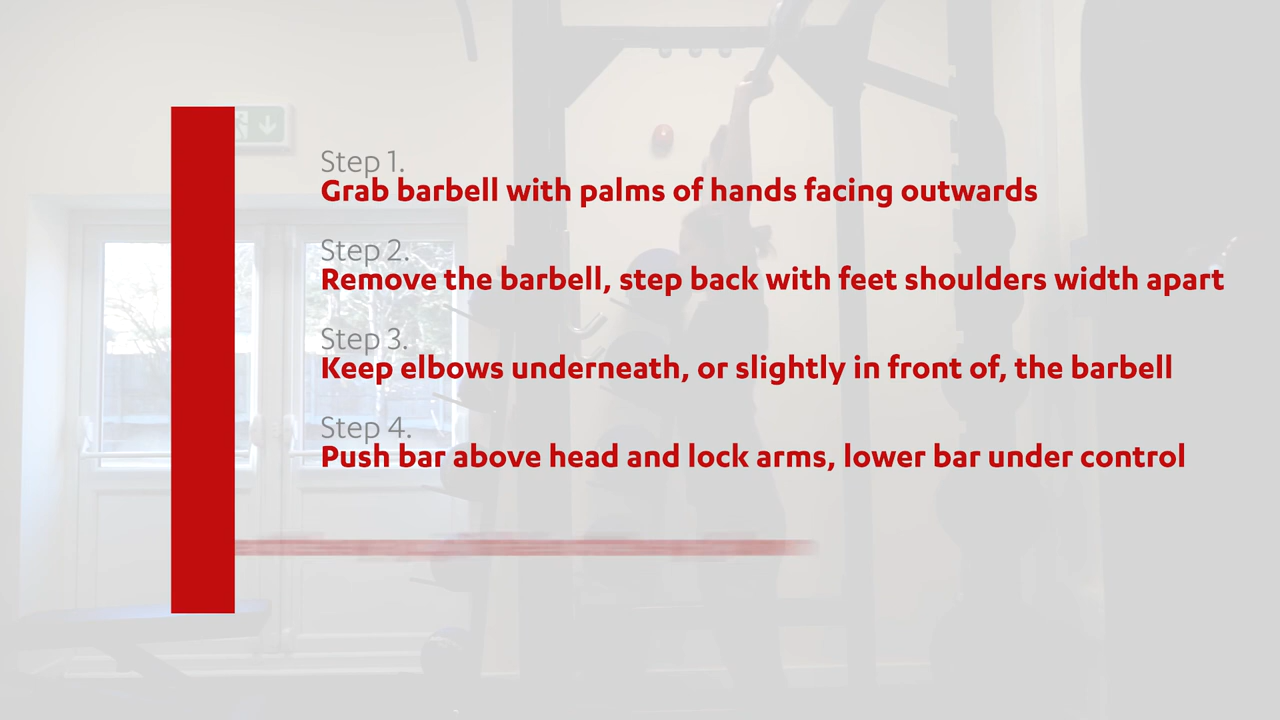 Step 1.
Grab barbell with palms of hands facing outwards
Step 2.
Remove the barbell, step back with feet shoulders width apart
Step 3.
Keep elbows underneath, or slightly in front of, the barbell
Step 4.
Push bar above head and lock arms, lower bar under control